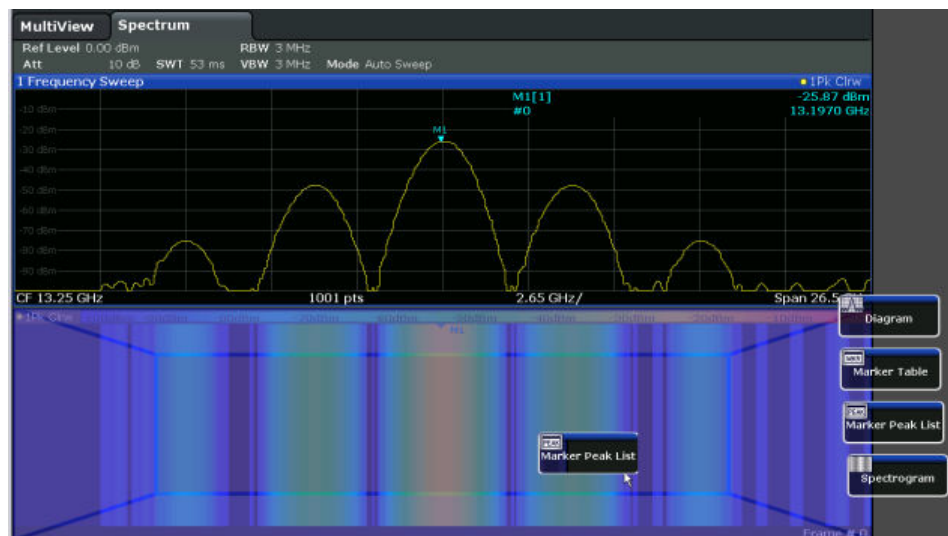 MultiView Spectrum
Ref Level 0.00 dBm RBW 3 MHz
Att 10 dB SWT 53 ms VBW 3 MHz Mode Auto Sweep
1 Frequency Sweep 1Pk Clrw
M1[1] -25.87 dBm
#0 13.1970 GHz
-10 dBm
-20 dBm
M1
-30 dBm
-40 dBm
-50 dBm
-60 dBm
-70 dBm
-80 dBm
-90 dBm
CF 13.25 GHz 1001 pts 2.65 GHz/ Span 26.5
1Pk Clrw
M1
Diagram
Marker Table
Marker Peak List
Marker Peak List
Spectrogram
Frame # 0